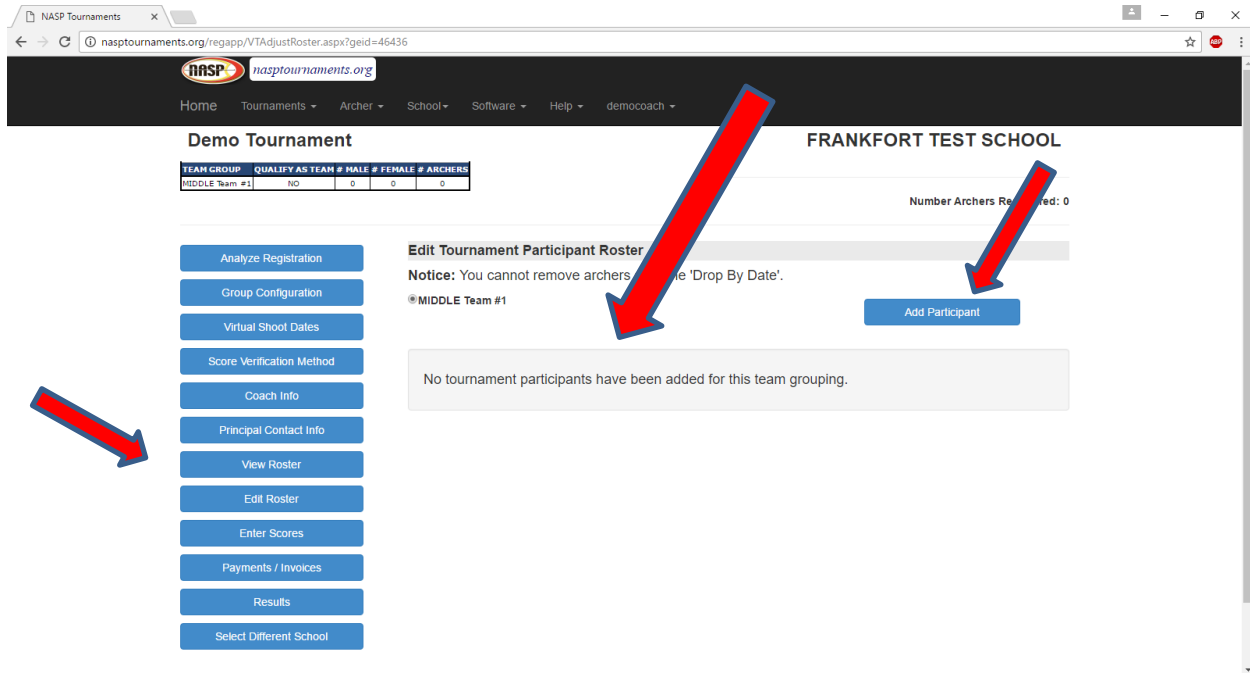 NASP Tournaments
nasptournaments.org/regapp/VTAdjustRoster.aspx?geid=46436
ABP
NASP nasptournaments.org
Home Tournaments Archer School Software Help democoach
Demo Tournament FRANKFORT TEST SCHOOL
TEAM GROUP QUALIFY AS TEAM # MALE # FEMALE # ARCHERS
MIDDLE Team #1 NO 0 0 0
Number Archers : 0
Analyze Registration
Group Configuration
Virtual Shoot Dates
Score Verification Method
Coach Info
Principal Contact Info
View Roster
Edit Roster
Enter Scores
Payments / Invoices
Results
Select Different School
Edit Tournament Participant Roster
Notice: You cannot remove archers 'Drop By Date'.
MIDDLE Team #1
Add Participant
No tournament participants have been added for this team grouping.